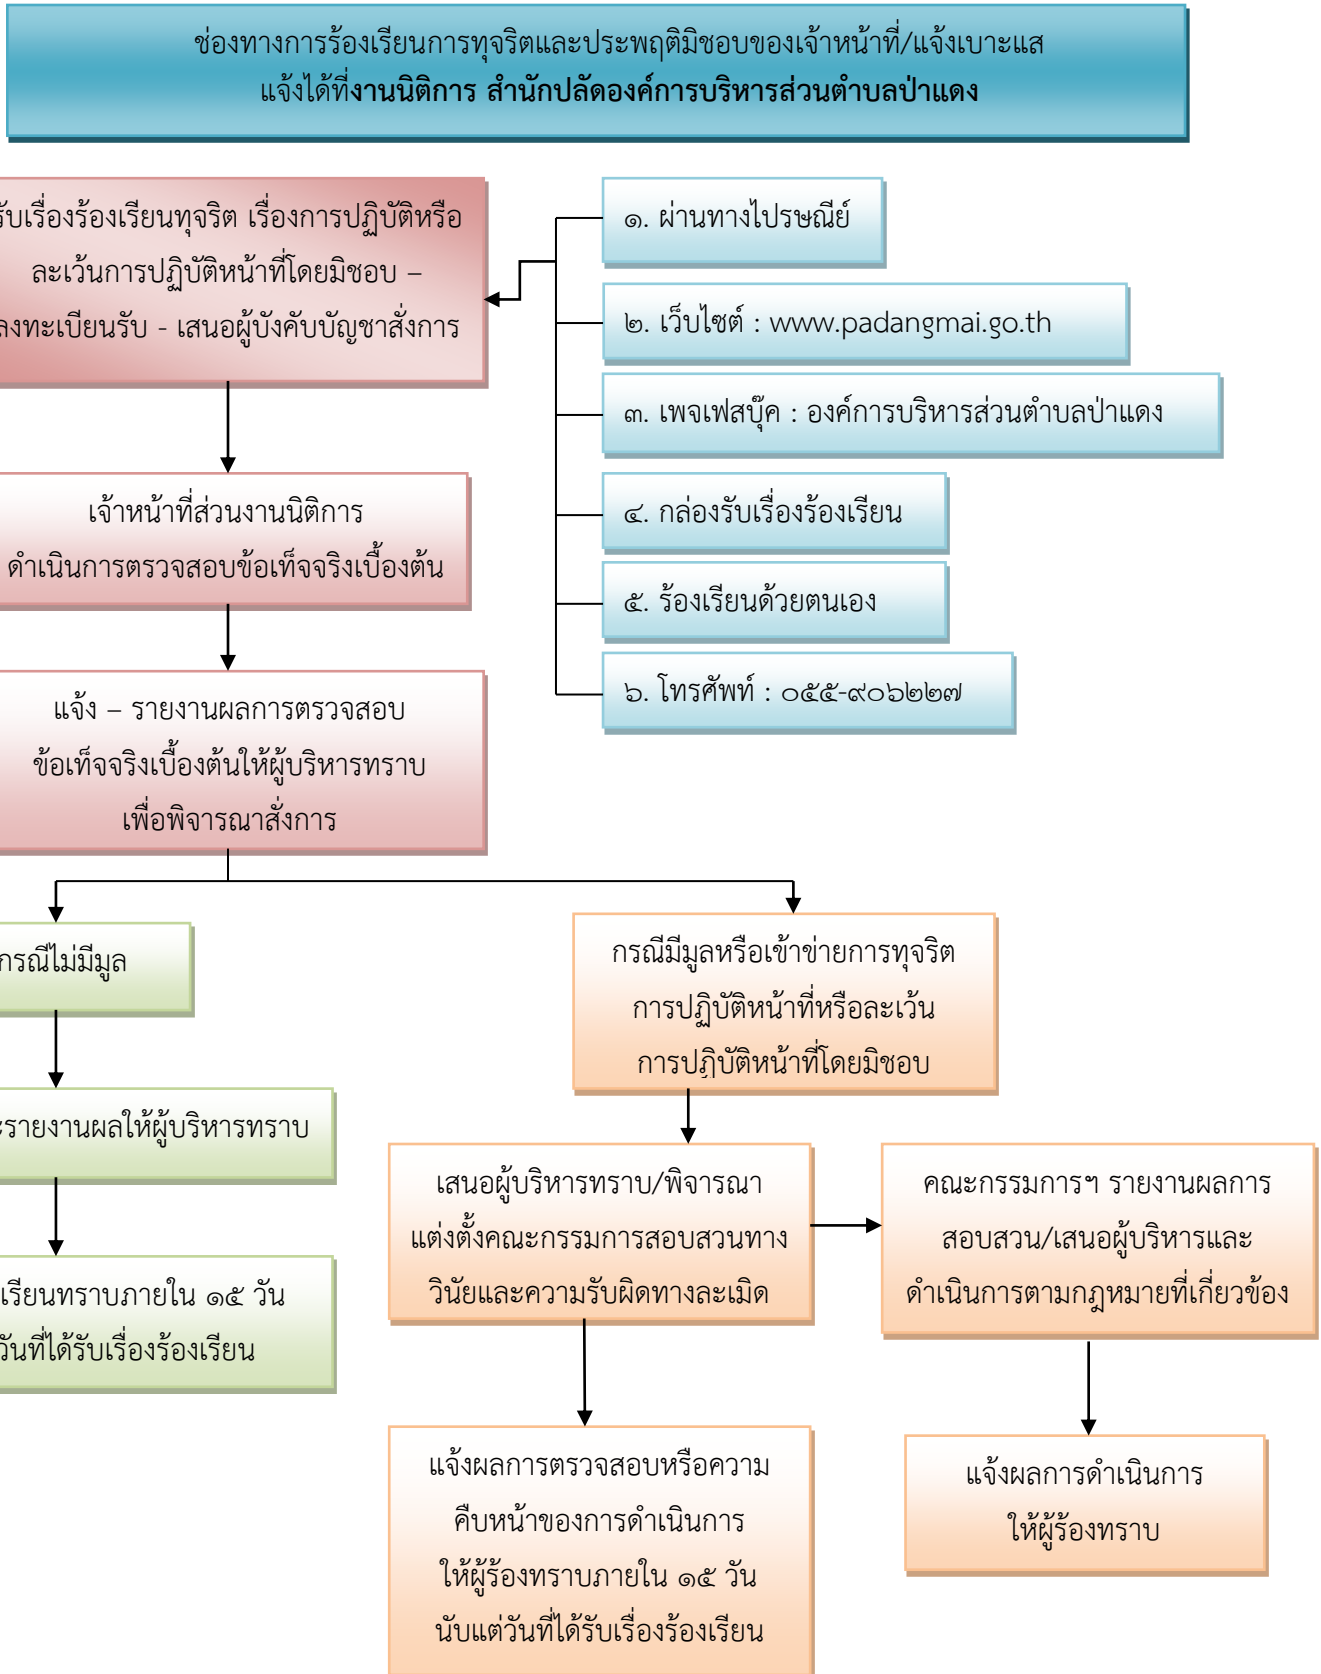 ช่องทางการร้องเรียนการทุจริตและประพฤติมิชอบของเจ้าหน้าที่/แจ้งเบาะแส
แจ้งได้ที่งานนิติการ สำนักปลัดองค์การบริหารส่วนตำบลป่าแดง
รับเรื่องร้องเรียนทุจริต เรื่องการปฏิบัติหรือ
ละเว้นการปฏิบัติหน้าที่โดยมิชอบ –
ลงทะเบียนรับ - เสนอผู้บังคับบัญชาสั่งการ
๑. ผ่านทางไปรษณีย์
๒. เว็บไซต์ : www.padangmai.go.th
๓. เพจเฟสบุ๊ค : องค์การบริหารส่วนตำบลป่าแดง
๔. กล่องรับเรื่องร้องเรียน
๕. ร้องเรียนด้วยตนเอง
๖. โทรศัพท์ : ๐๕๕-๙๐๖๒๒๗
เจ้าหน้าที่ส่วนงานนิติการ
ดำเนินการตรวจสอบข้อเท็จจริงเบื้องต้น
แจ้ง – รายงานผลการตรวจสอบ
ข้อเท็จจริงเบื้องต้นให้ผู้บริหารทราบ
เพื่อพิจารณาสั่งการ
กรณีไม่มีมูล
รายงานผลให้ผู้บริหารทราบ
เรียนทราบภายใน ๑๕ วัน
วันที่ได้รับเรื่องร้องเรียน
กรณีมีมูลหรือเข้าข่ายการทุจริต
การปฏิบัติหน้าที่หรือละเว้น
การปฏิบัติหน้าที่โดยมิชอบ
เสนอผู้บริหารทราบ/พิจารณา
แต่งตั้งคณะกรรมการสอบสวนทาง
วินัยและความรับผิดทางละเมิด
คณะกรรมการฯ รายงานผลการ
สอบสวน/เสนอผู้บริหารและ
ดำเนินการตามกฎหมายที่เกี่ยวข้อง
แจ้งผลการตรวจสอบหรือความ
คืบหน้าของการดำเนินการ
ให้ผู้ร้องทราบภายใน ๑๕ วัน
นับแต่วันที่ได้รับเรื่องร้องเรียน
แจ้งผลการดำเนินการ
ให้ผู้ร้องทราบ